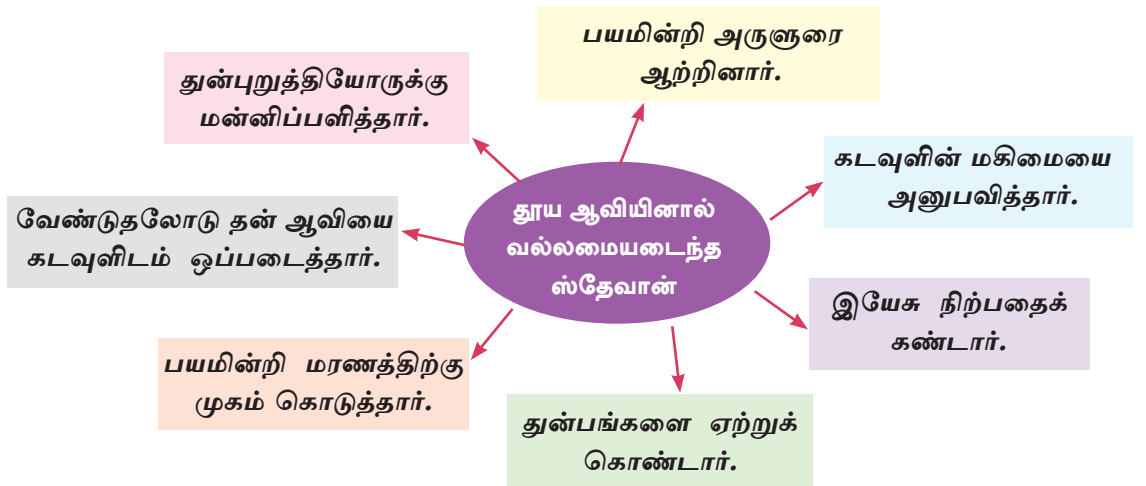 பயமின்றி அருளுரை
ஆற்றினார்.
துன்புறுத்தியோருக்கு
மன்னிப்பளித்தார்.
கடவுளின் மகிமையை
அனுபவித்தார்.
தூய ஆவியினால்
வல்லமையடைந்த
ஸ்தேவான்
வேண்டுதலோடு தன் ஆவியை
கடவுளிடம் ஒப்படைத்தார்.
இயேசு நிற்பதைக்
கண்டார்.
பயமின்றி மரணத்திற்கு
முகம் கொடுத்தார்.
துன்பங்களை ஏற்றுக்
கொண்டார்.